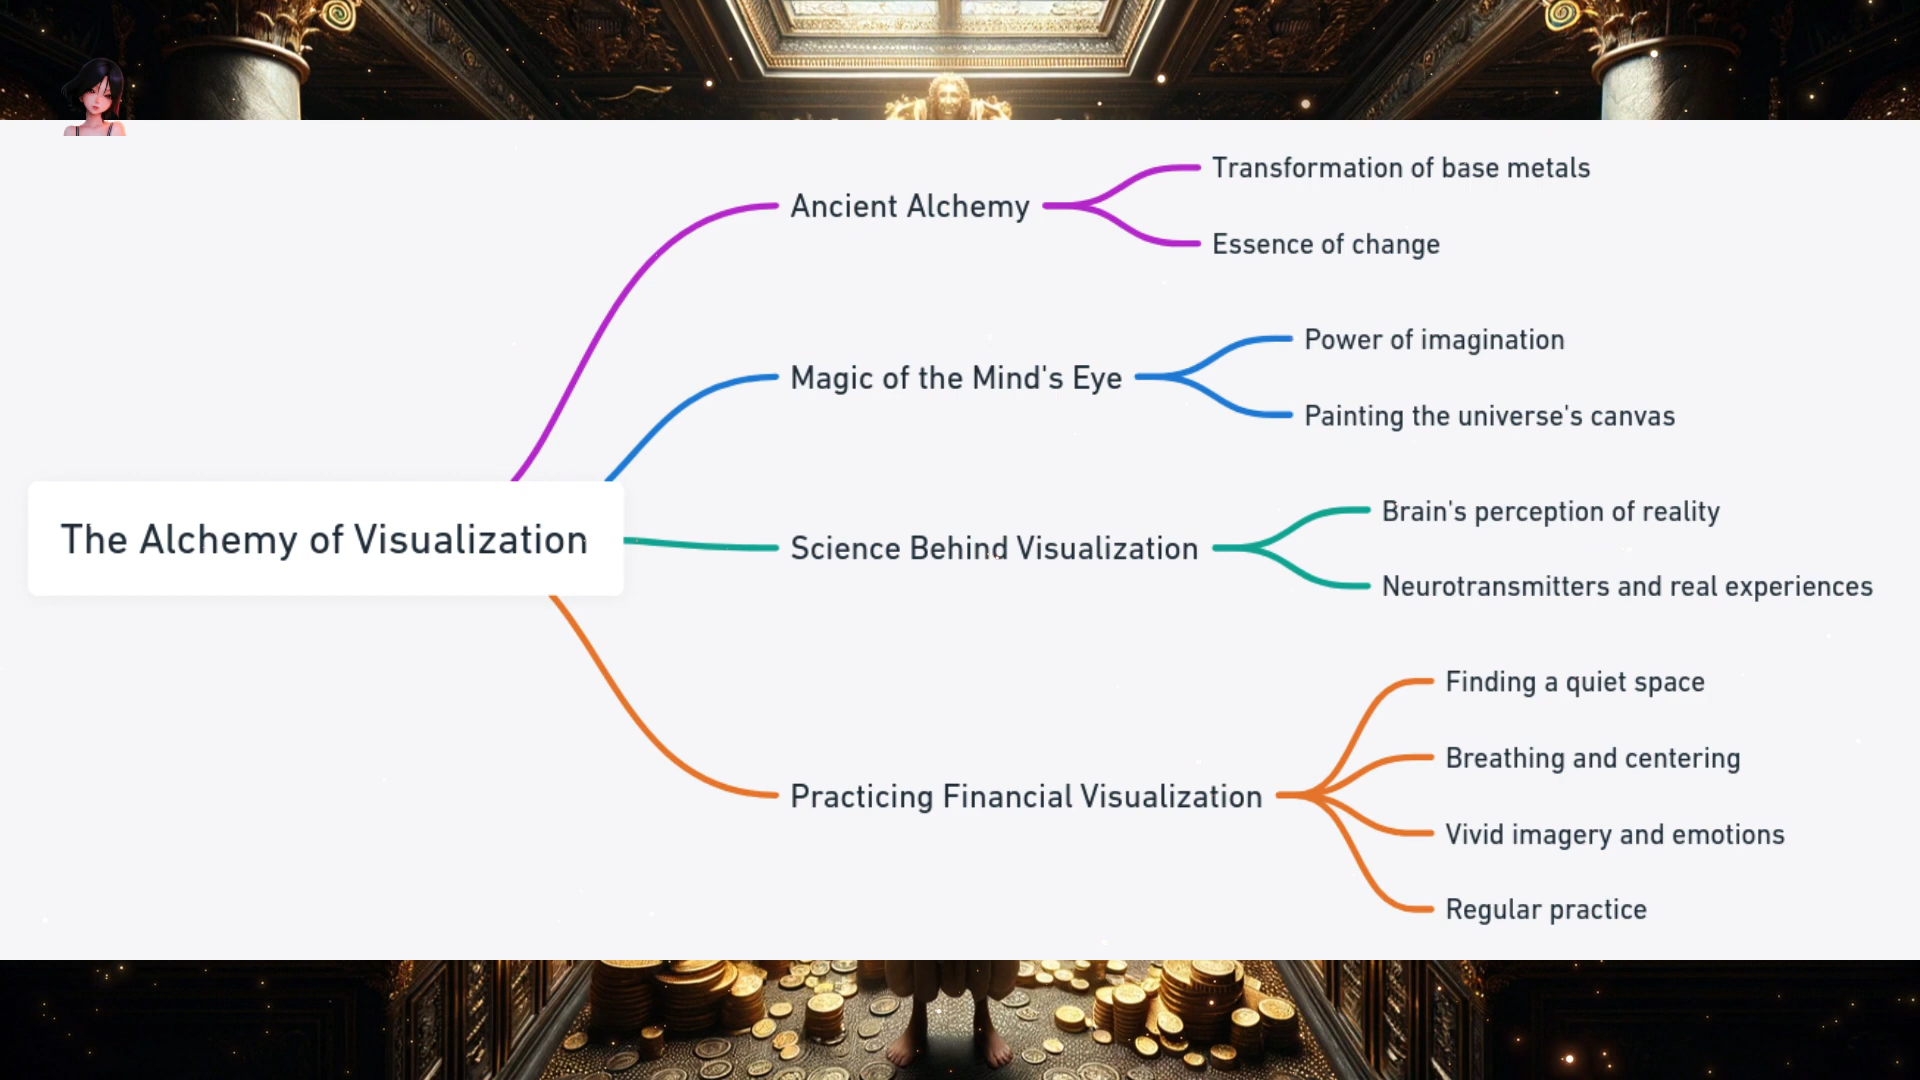 The Alchemy of Visualization
Ancient Alchemy
Transformation of base metals
Essence of change
Magic of the Mind's Eye
Power of imagination
Painting the universe's canvas
Science Behind Visualization
Brain's perception of reality
Neurotransmitters and real experiences
Practicing Financial Visualization
Finding a quiet space
Breathing and centering
Vivid imagery and emotions
Regular practice